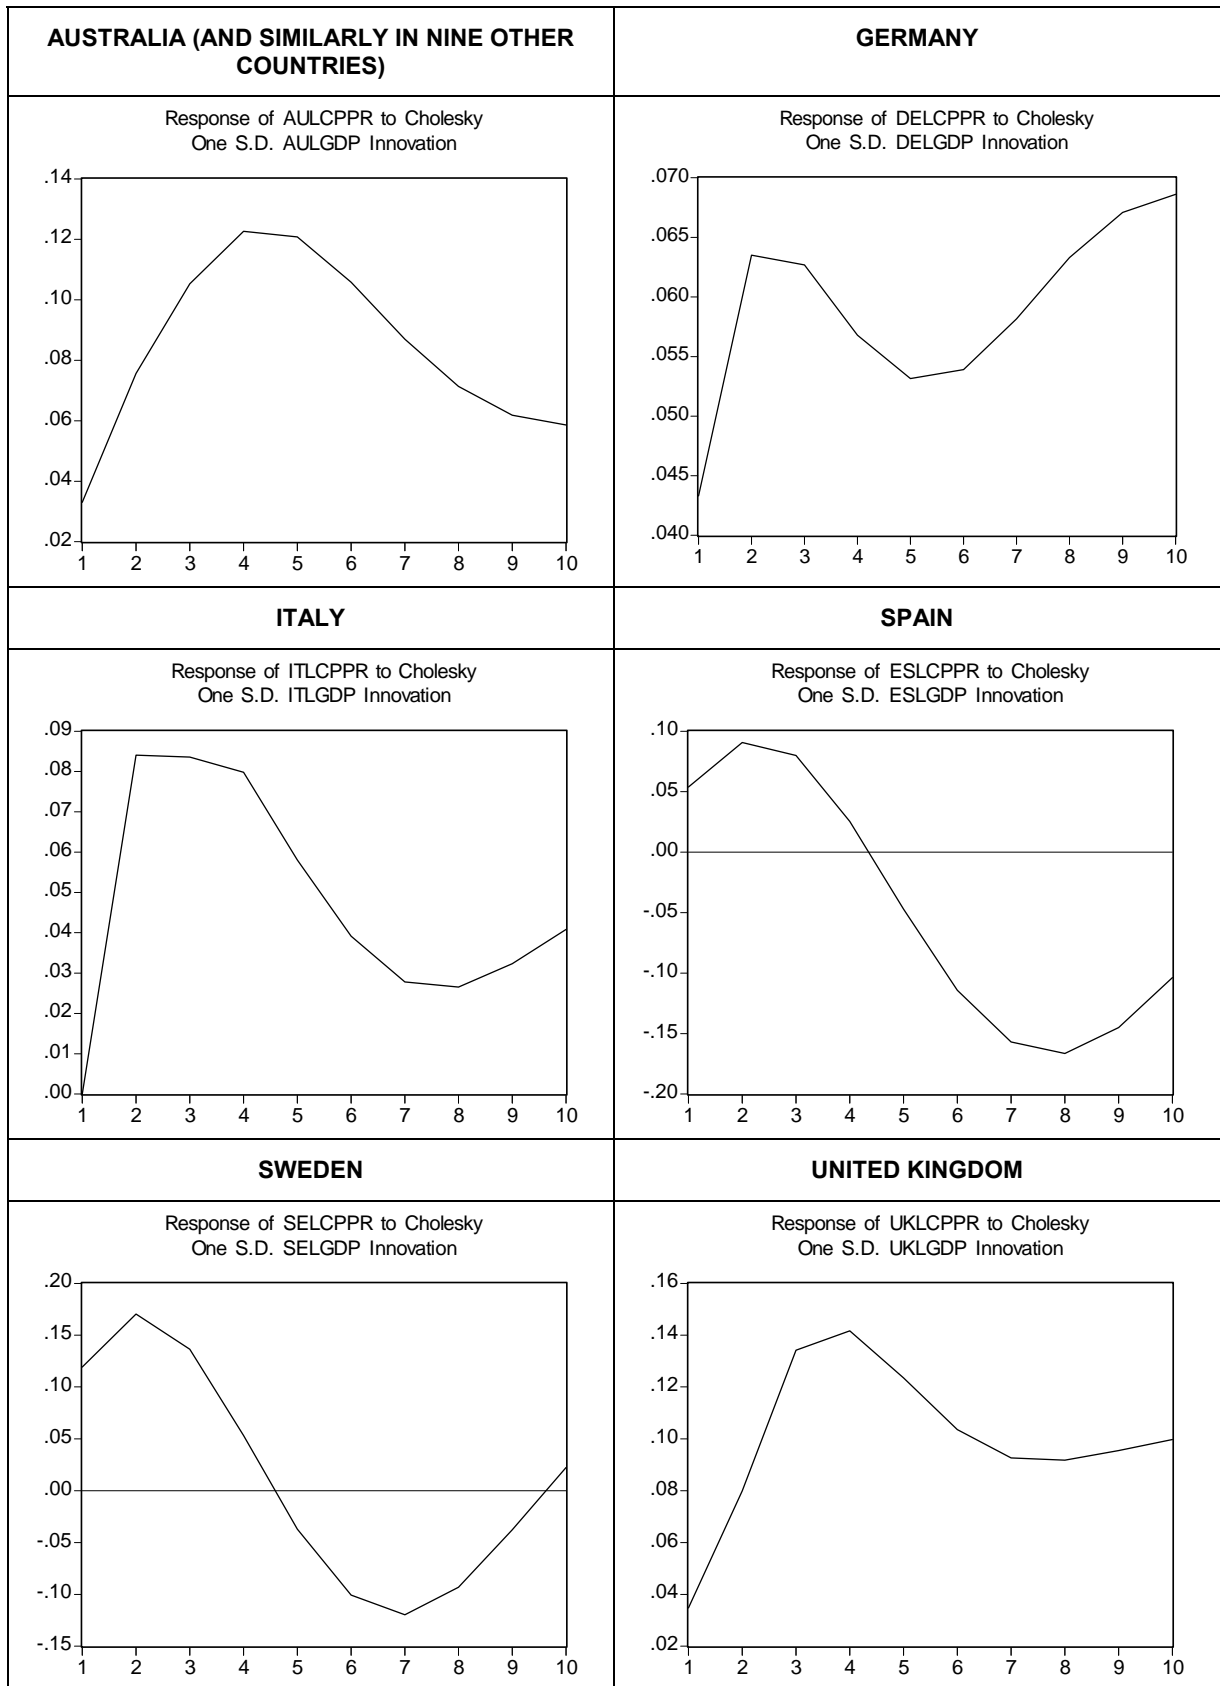 AUSTRALIA (AND SIMILARLY IN NINE OTHER
COUNTRIES)
GERMANY
Response of AULCPPR to Cholesky
One S.D. AULGDP Innovation
.14
.12
.10
.08
.06
.04
.02
1 2 3 4 5 6 7 8 9 10
Response of DELCPPR to Cholesky
One S.D. DELGDP Innovation
.070
.065
.060
.055
.050
.045
.040
1 2 3 4 5 6 7 8 9 10
ITALY
SPAIN
Response of ITLCPPR to Cholesky
One S.D. ITLGDP Innovation
.09
.08
.07
.06
.05
.04
.03
.02
.01
.00
1 2 3 4 5 6 7 8 9 10
Response of ESLCPPR to Cholesky
One S.D. ESLGDP Innovation
.10
.05
.00
-.05
-.10
-.15
-.20
1 2 3 4 5 6 7 8 9 10
SWEDEN
UNITED KINGDOM
Response of SELCPPR to Cholesky
One S.D. SELGDP Innovation
.20
.15
.10
.05
.00
-.05
-.10
-.15
1 2 3 4 5 6 7 8 9 10
Response of UKLCPPR to Cholesky
One S.D. UKLGDP Innovation
.16
.14
.12
.10
.08
.06
.04
.02
1 2 3 4 5 6 7 8 9 10